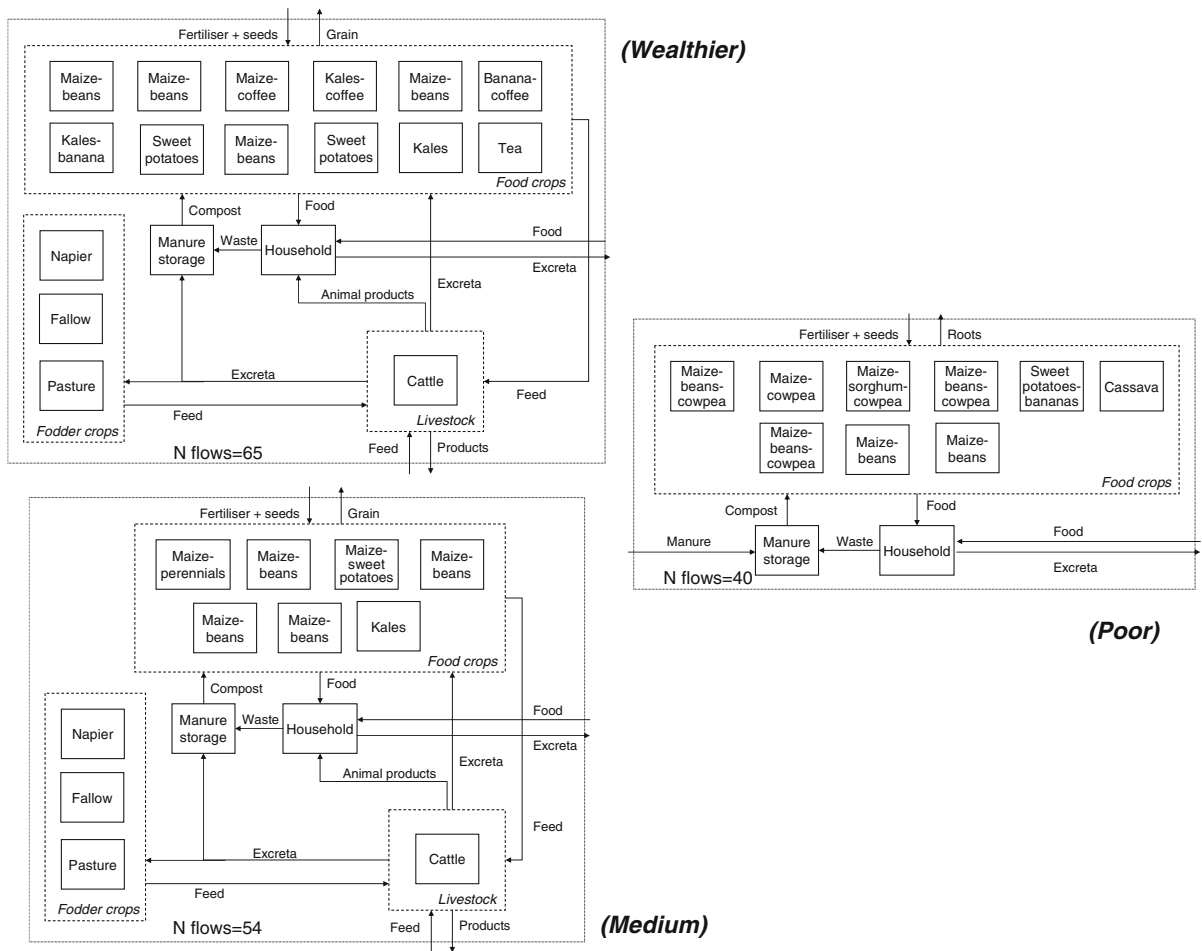 Fertiliser + seeds
Grain
(Wealthier)
Maize-
beans
Maize-
beans
Maize-
coffee
Kales-
coffee
Maize-
beans
Banana-
coffee
Kales-
banana
Sweet
potatoes
Maize-
beans
Sweet
potatoes
Kales
Tea
Food crops
Compost
Food
Manure
storage
Waste
Household
Food
Excreta
Napier
Fallow
Pasture
Fodder crops
Animal products
Excreta
Excreta
Feed
Cattle
Livestock
Feed
Feed
Products
N flows=65
Fertiliser + seeds
Roots
Maize-
beans-
cowpea
Maize-
cowpea
Maize-
sorghum-
cowpea
Maize-
beans-
cowpea
Sweet
potatoes-
bananas
Cassava
Maize-
beans-
cowpea
Maize-
beans
Maize-
beans
Food crops
Compost
Food
Manure
Manure
storage
Waste
Household
Food
Excreta
N flows=40
(Poor)
Fertiliser + seeds
Grain
Maize-
perennials
Maize-
beans
Maize-
sweet
potatoes
Maize-
beans
Maize-
beans
Maize-
beans
Kales
Food crops
Compost
Food
Manure
storage
Waste
Household
Food
Excreta
Napier
Fallow
Pasture
Fodder crops
Animal products
Excreta
Feed
Excreta
Feed
Cattle
Livestock
Feed
Products
N flows=54
(Medium)